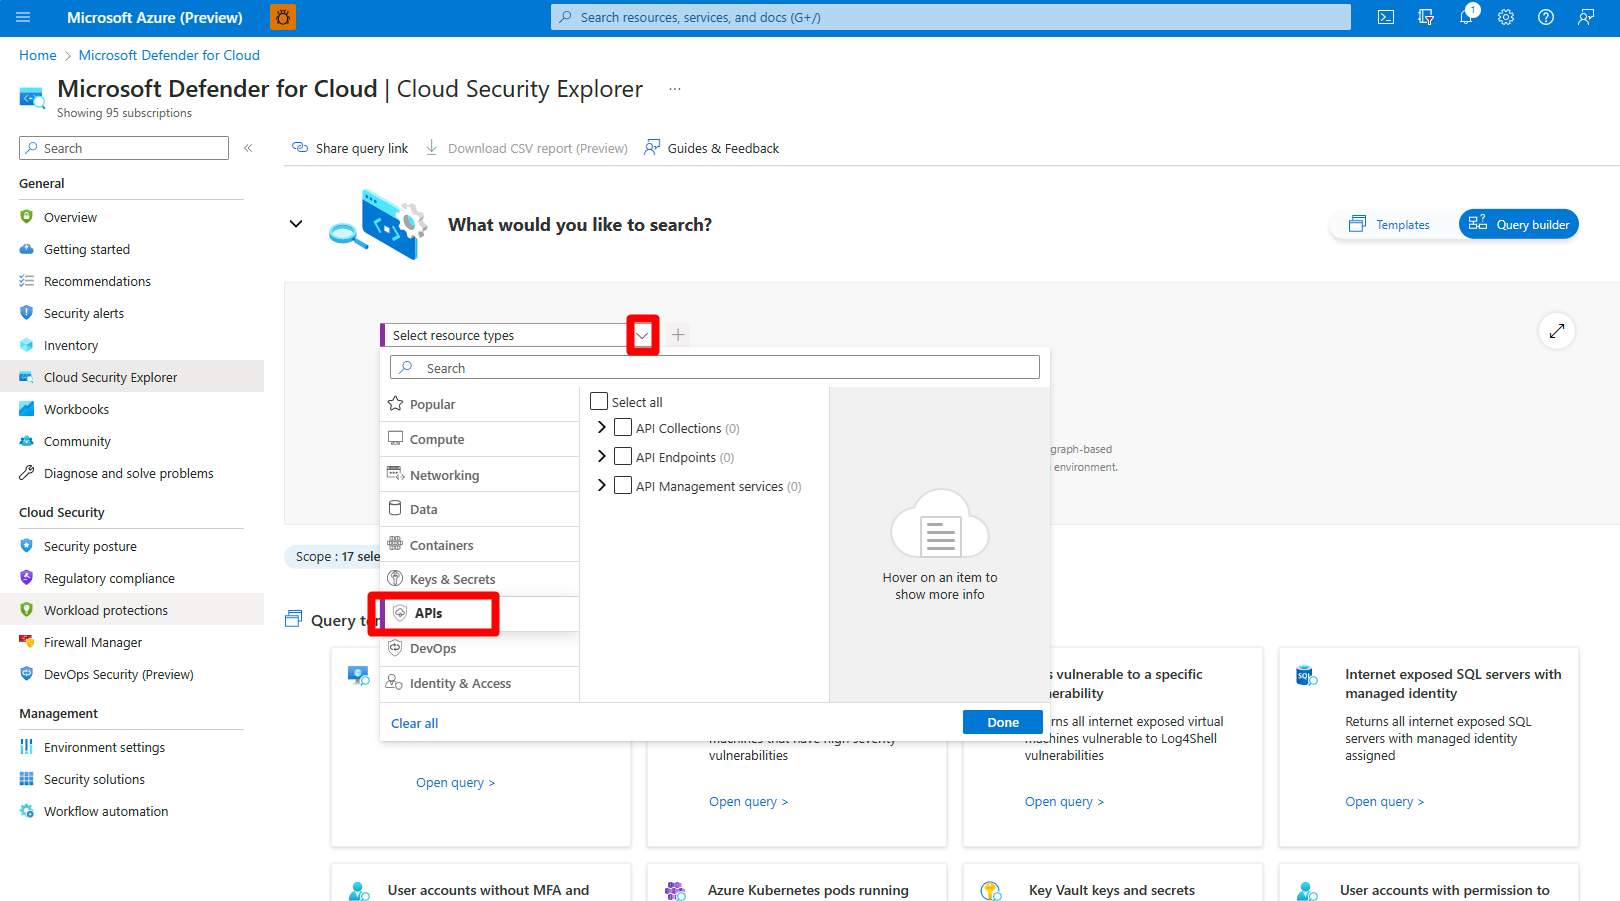 Microsoft Azure (Preview)
Search resources, services, and docs (G+/)
1
Home > Microsoft Defender for Cloud
Microsoft Defender for Cloud | Cloud Security Explorer ...
Showing 95 subscriptions
Search
«
Share query link
Download CSV report (Preview)
Guides & Feedback
General
Overview
Getting started
Recommendations
Security alerts
Inventory
Cloud Security Explorer
Workbooks
Community
Diagnose and solve problems
Cloud Security
Security posture
Regulatory compliance
Workload protections
Firewall Manager
DevOps Security (Preview)
Management
Environment settings
Security solutions
Workflow automation
What would you like to search?
Templates
Query builder
Select resource types
+
Search
Popular
Compute
Networking
Data
Containers
Keys & Secrets
APIs
DevOps
Identity & Access
Select all
API Collections (0)
API Endpoints (0)
API Management services (0)
Hover on an item to
show more info
Clear all
Done
graph-based
environment.
Scope : 17 sele
Query
Open query >
machines that have high severity
vulnerabilities
Open query >
vulnerable to a specific
rns all internet exposed virtual
machines vulnerable to Log4Shell
vulnerabilities
Open query >
SQL
Internet exposed SQL servers with
managed identity
Returns all internet exposed SQL
servers with managed identity
assigned
Open query >
User accounts without MFA and
Azure Kubernetes pods running
Key Vault keys and secrets
User accounts with permission to